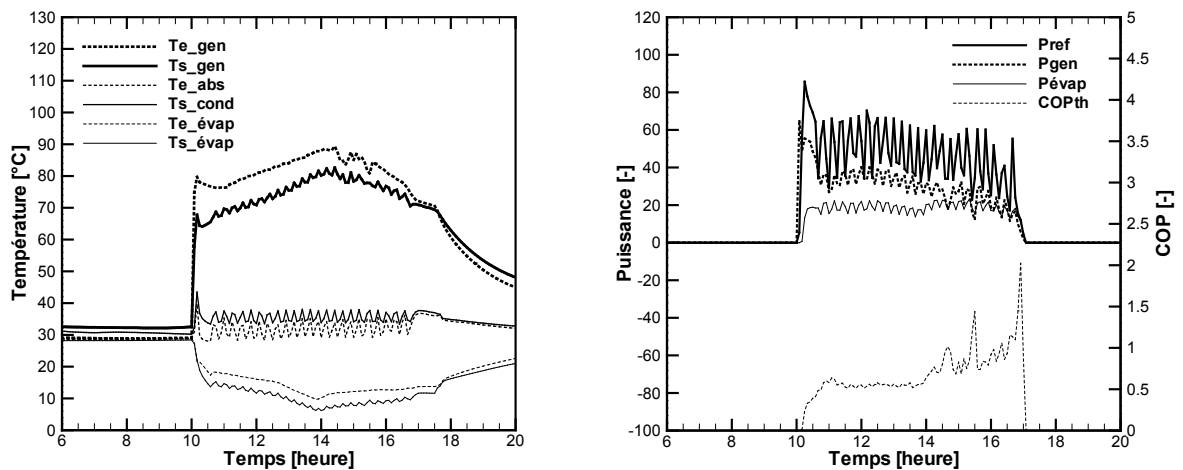 Te_gen
Ts_gen
Te_abs
Ts_cond
Te_évap
Ts_évap
Température [°C]
130
120
110
100
90
80
70
60
50
40
30
20
10
0
6 8 10 12 14 16 18 20
Temps [heure]
Pref
Pgen
Pévap
COPth
Puissance [-]
120
100
80
60
40
20
0
-20
-40
-60
-80
-100
6 8 10 12 14 16 18 20
Temps [heure]
COP [-]
5
4.5
4
3.5
3
2.5
2
1.5
1
0.5
0